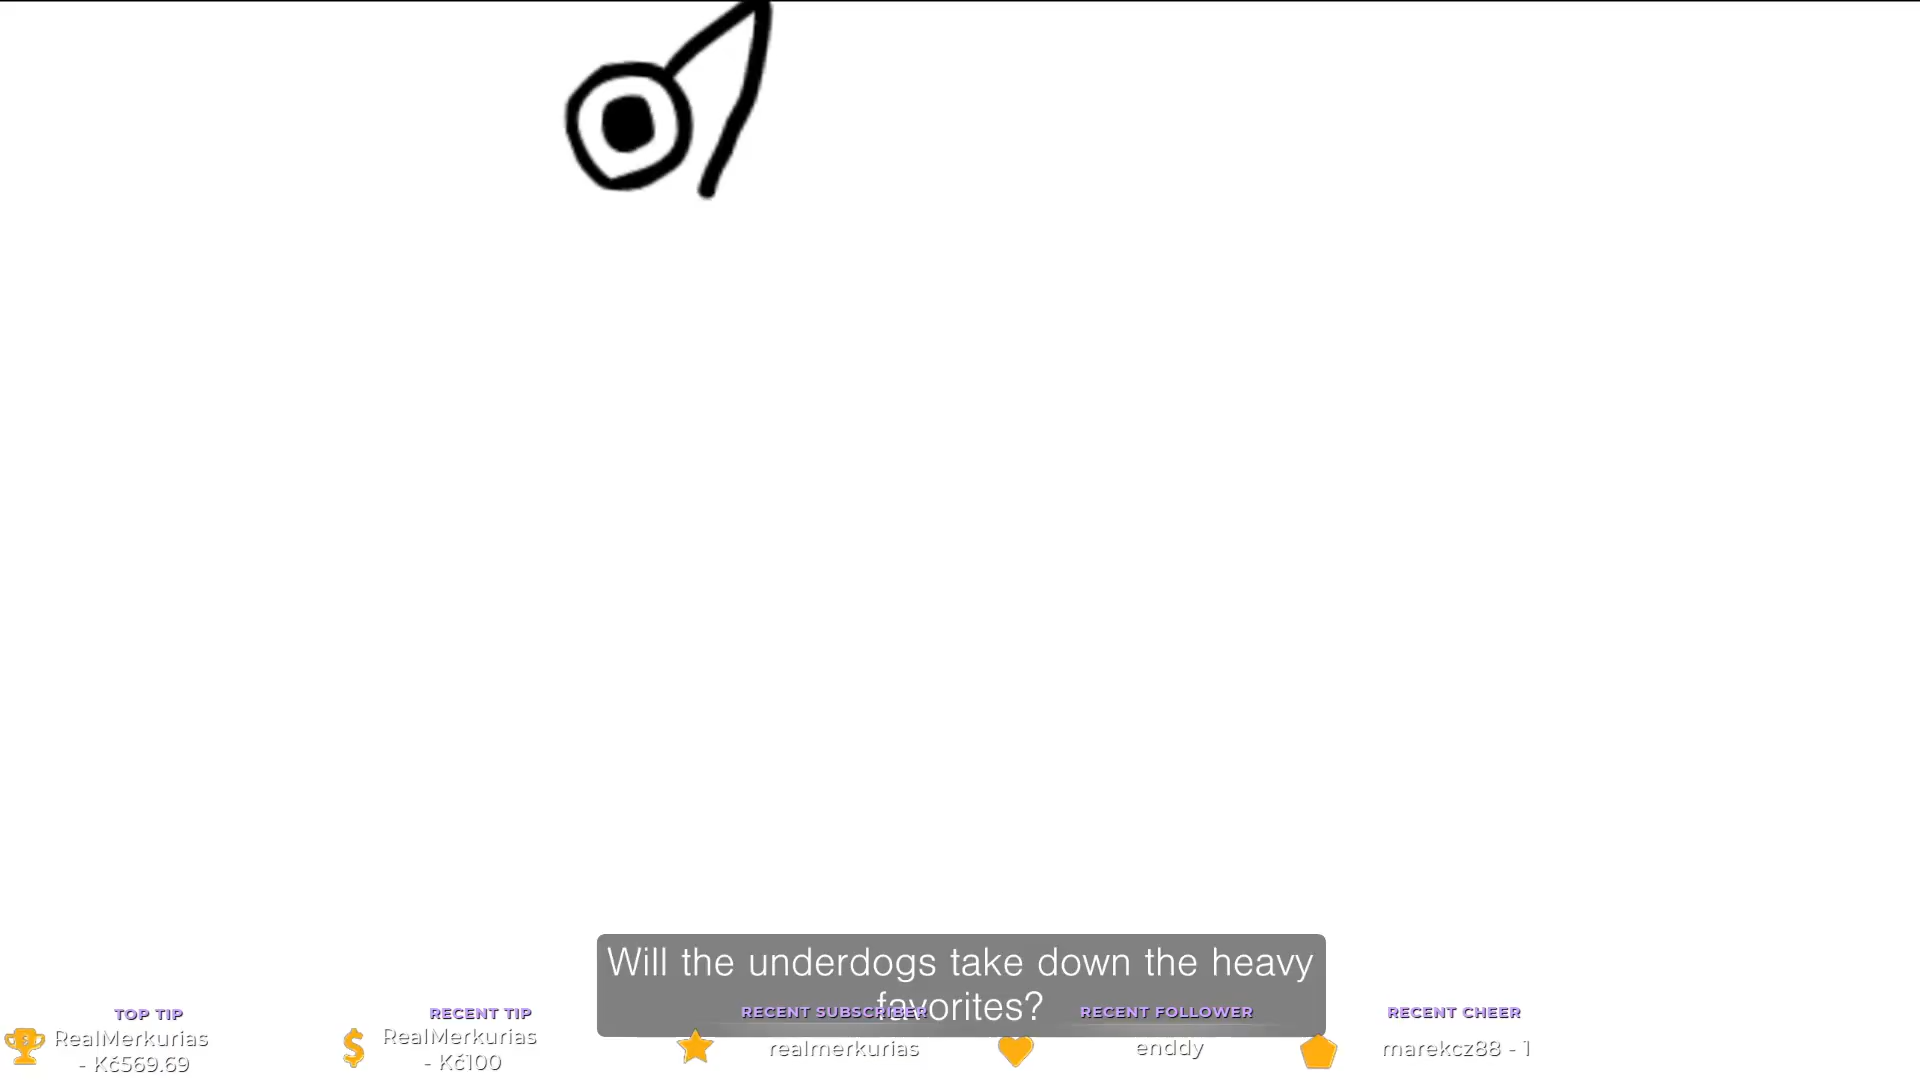 Will the underdogs take down the heavy
favorites?
TOP TIP
RealMerkurias
- Kč569.69
RECENT TIP
RealMerkurias
- Kč100
RECENT SUBSCRIBER
realmerkurias
RECENT FOLLOWER
enddy
RECENT CHEER
marekcz88 - 1